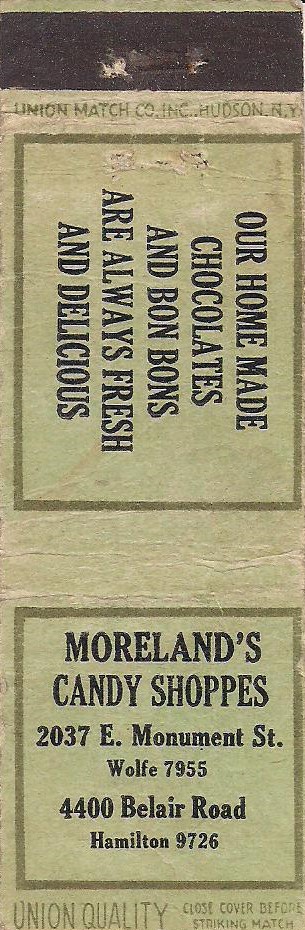 UNION MATCH CO. INC., HUDSON, N.Y.
OUR HOME MADE
CHOCOLATES
AND BON BONS
ARE ALWAYS FRESH
AND DELICIOUS
MORELAND'S
CANDY SHOPPES
2037 E. Monument St.
Wolfe 7955
4400 Belair Road
Hamilton 9726
UNION QUALITY
CLOSE COVER BEFORE
STRIKING MATCH